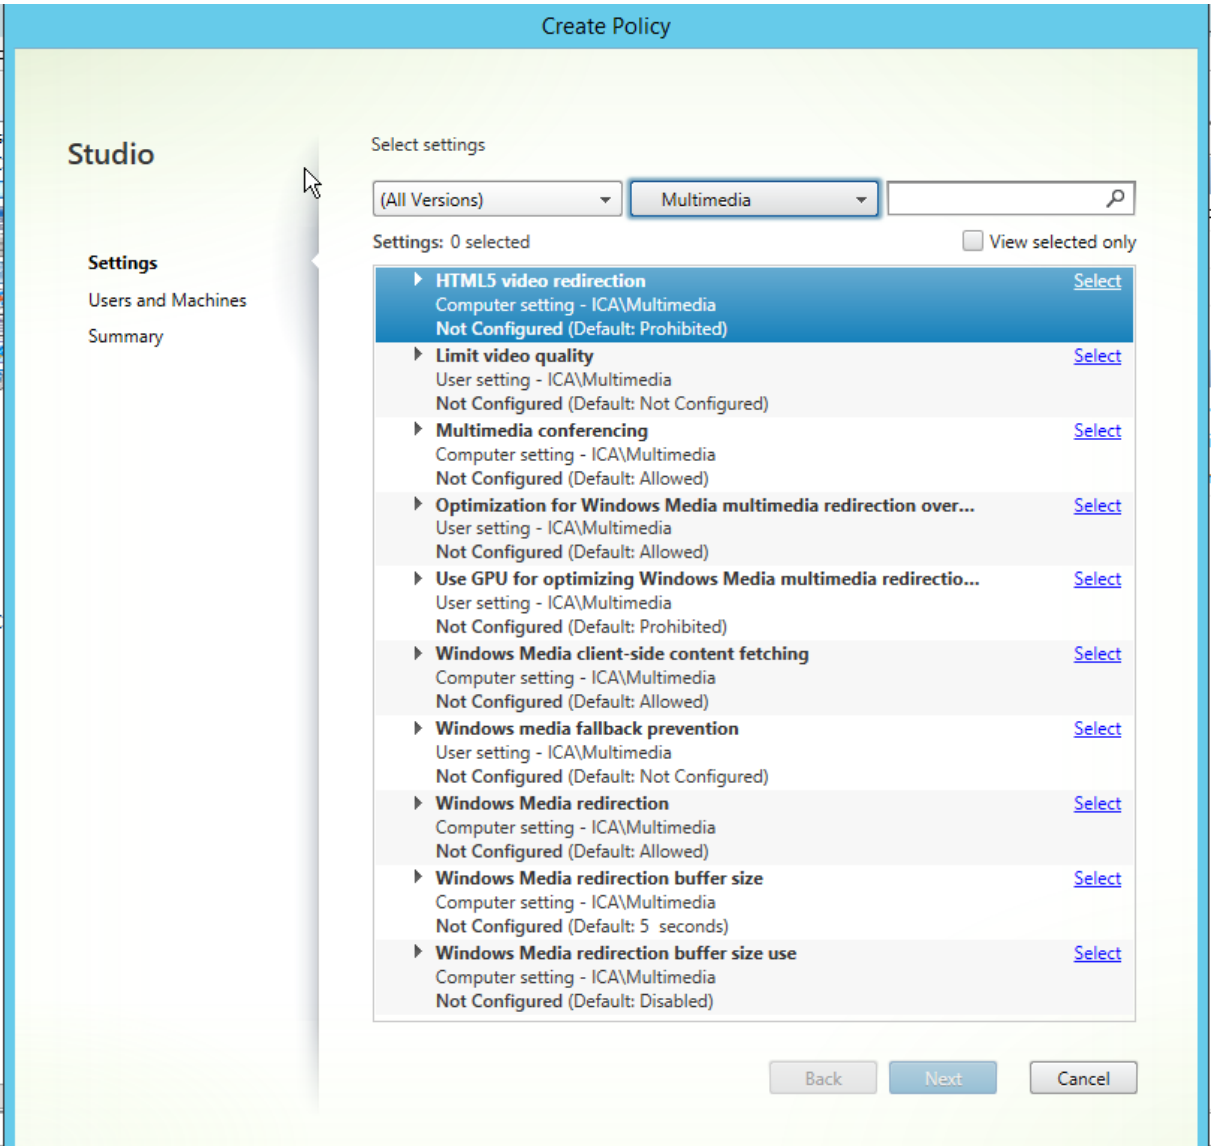 Create Policy
Studio
Settings
Users and Machines
Summary
Select settings
(All Versions)
Multimedia
Settings: 0 selected
View selected only
HTML5 video redirection
Select
Computer setting - ICA\Multimedia
Not Configured (Default: Prohibited)
Limit video quality
Select
User setting - ICA\Multimedia
Not Configured (Default: Not Configured)
Multimedia conferencing
Select
Computer setting - ICA\Multimedia
Not Configured (Default: Allowed)
Optimization for Windows Media multimedia redirection over...
Select
User setting - ICA\Multimedia
Not Configured (Default: Allowed)
Use GPU for optimizing Windows Media multimedia redirectio...
Select
User setting - ICA\Multimedia
Not Configured (Default: Prohibited)
Windows Media client-side content fetching
Select
Computer setting - ICA\Multimedia
Not Configured (Default: Allowed)
Windows media fallback prevention
Select
User setting - ICA\Multimedia
Not Configured (Default: Not Configured)
Windows Media redirection
Select
Computer setting - ICA\Multimedia
Not Configured (Default: Allowed)
Windows Media redirection buffer size
Select
Computer setting - ICA\Multimedia
Not Configured (Default: 5  seconds)
Windows Media redirection buffer size use
Select
Computer setting - ICA\Multimedia
Not Configured (Default: Disabled)
Back
Next
Cancel